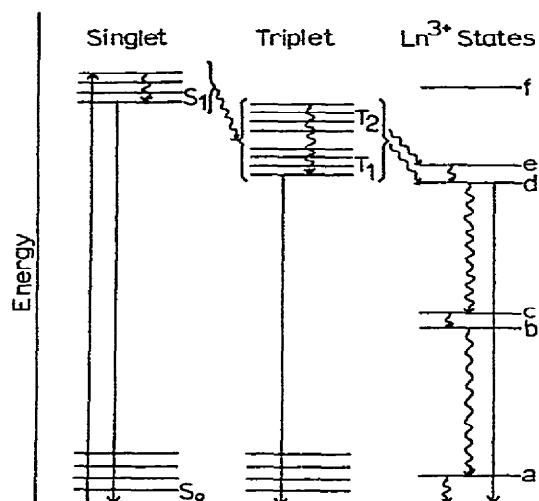 Singlet Triplet Ln³⁺ States
f
S₁
T₂
e
T₁
d
Energy
c
b
a
S₀